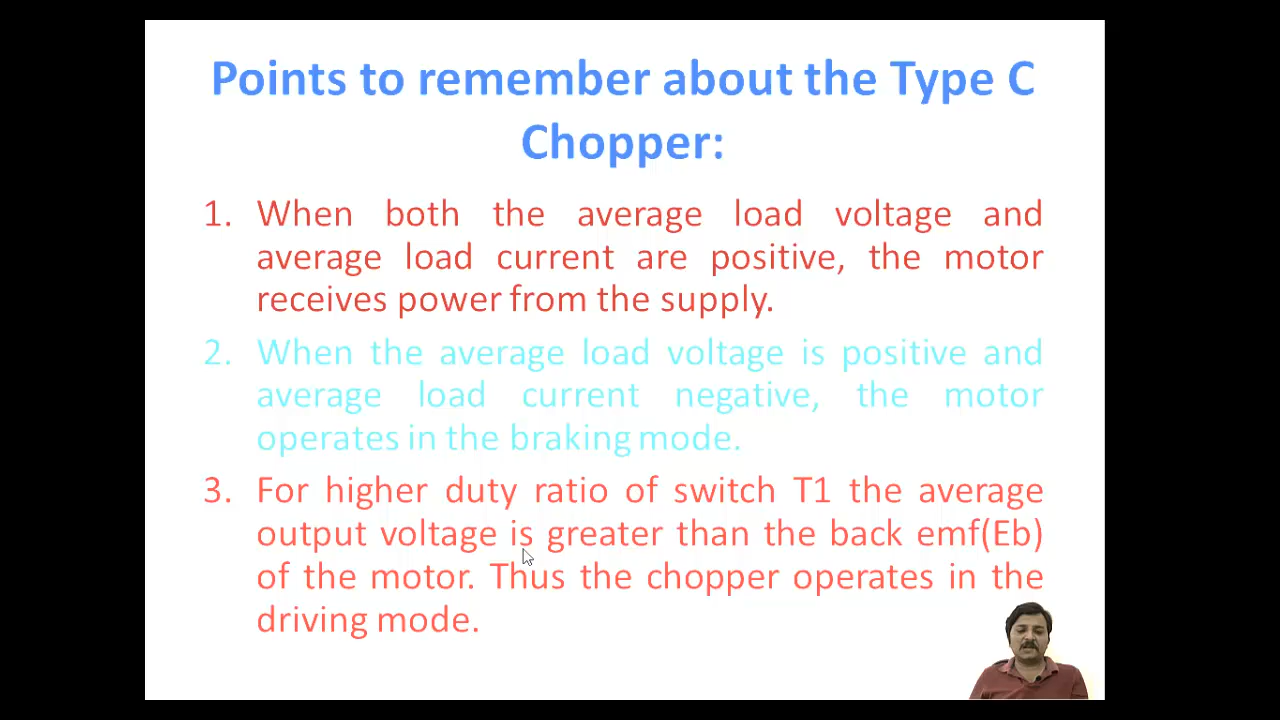 Points to remember about the Type C
Chopper:
1. When both the average load voltage and
average load current are positive, the motor
receives power from the supply.
2. When the average load voltage is positive and
average load current negative, the motor
operates in the braking mode.
3. For higher duty ratio of switch T1 the average
output voltage is greater than the back emf(Eb)
of the motor. Thus the chopper operates in the
driving mode.